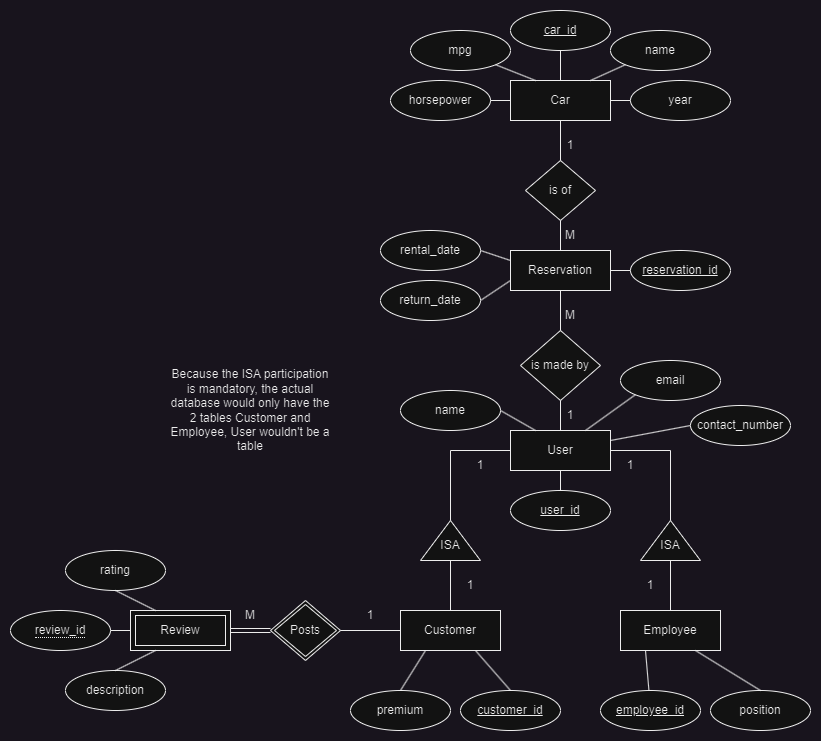 car_id
mpg
name
horsepower
Car
year
1
is of
M
rental_date
Reservation
reservation_id
return_date
M
is made by
Because the ISA participation
is mandatory, the actual
database would only have the
2 tables Customer and
Employee, User wouldn't be a
table
email
name
1
contact_number
User
1
1
user_id
ISA
ISA
rating
1
1
M
1
review_id
Review
Posts
Customer
Employee
description
premium
customer_id
employee_id
position